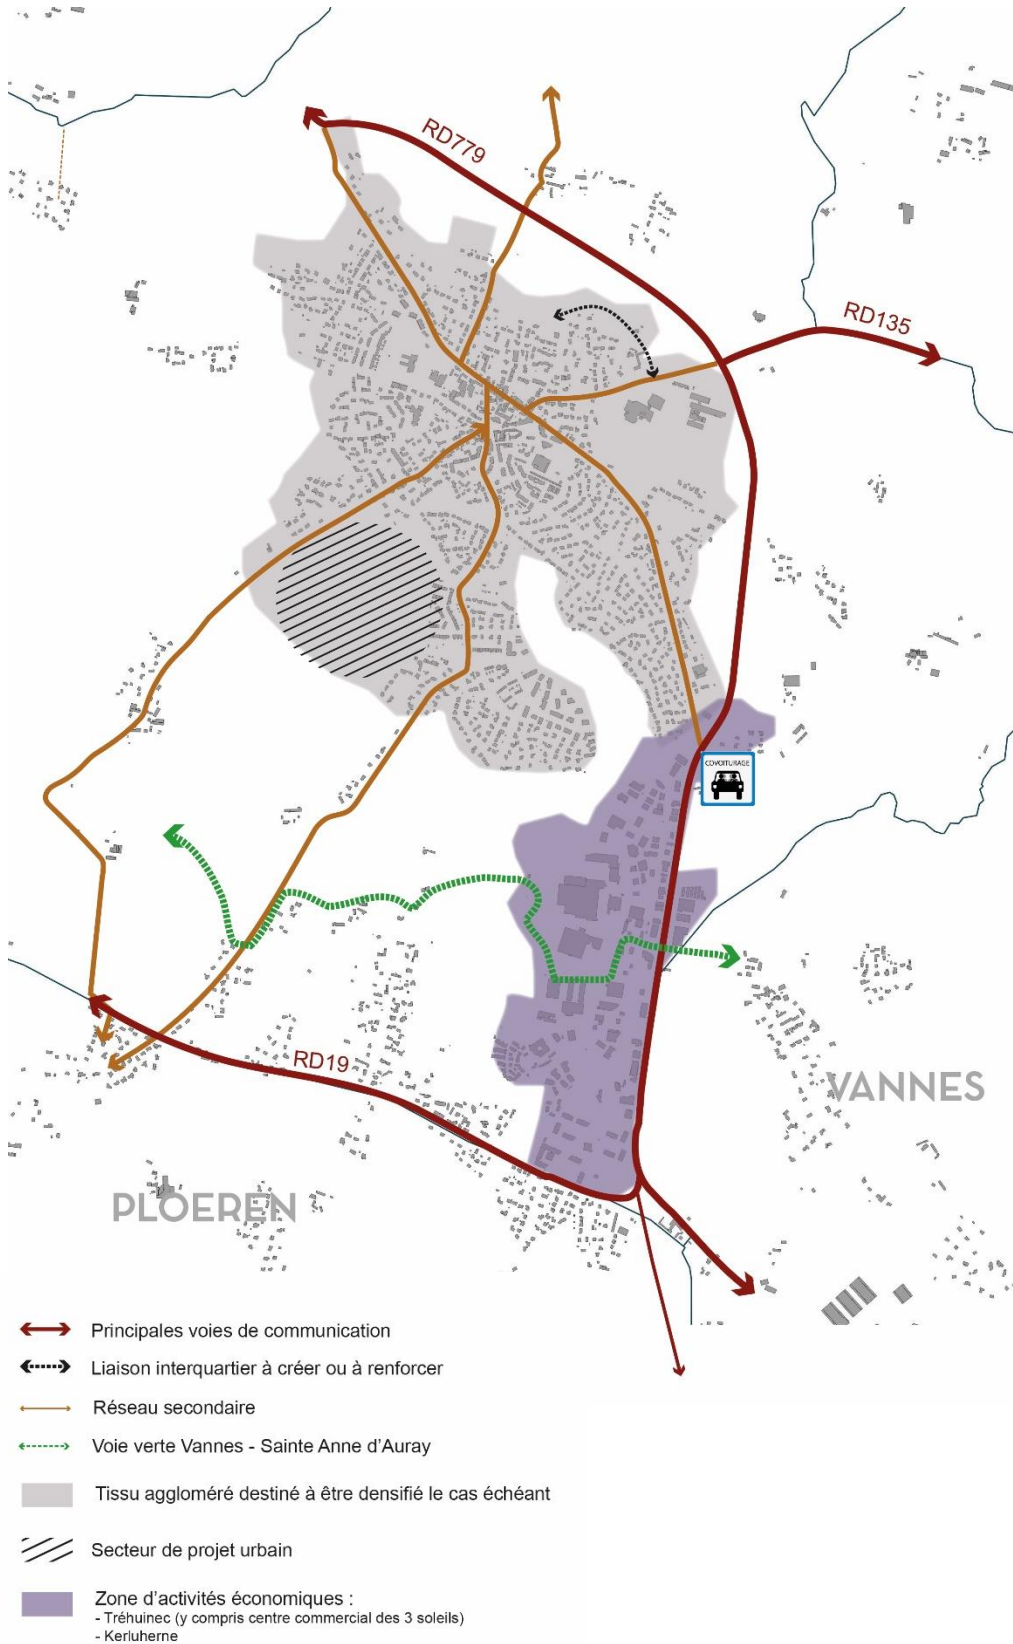 RD779
RD135
COVOITURAGE
RD19
VANNES
PLOEREN
Principales voies de communication
Liaison interquartier à créer ou à renforcer
Réseau secondaire
Voie verte Vannes - Sainte Anne d'Auray
Tissu aggloméré destiné à être densifié le cas échéant
Secteur de projet urbain
Zone d'activités économiques :
- Tréhuinec (y compris centre commercial des 3 soleils)
- Kerluherne